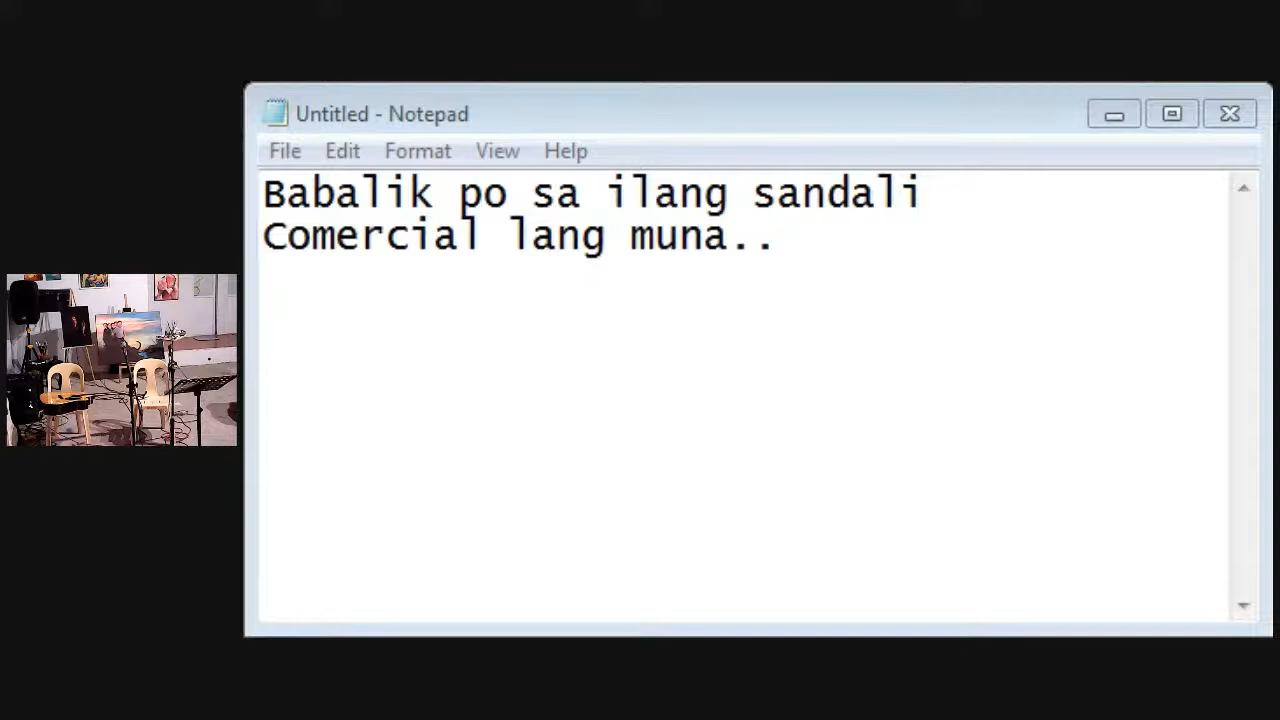 Untitled - Notepad
File Edit Format View Help
Babalik po sa ilang sandali
Comercial lang muna..